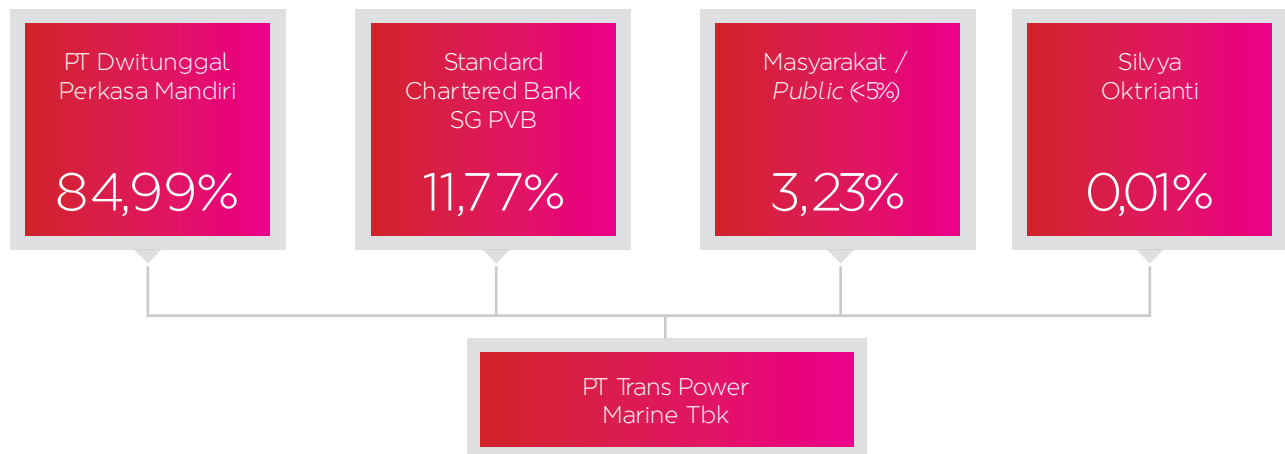 PT Dwitunggal
Perkasa Mandiri
84,99%
Standard
Chartered Bank
SG PVB
11,77%
Masyarakat /
Public (<5%)
3,23%
Silvya
Oktrianti
0,01%
PT Trans Power
Marine Tbk